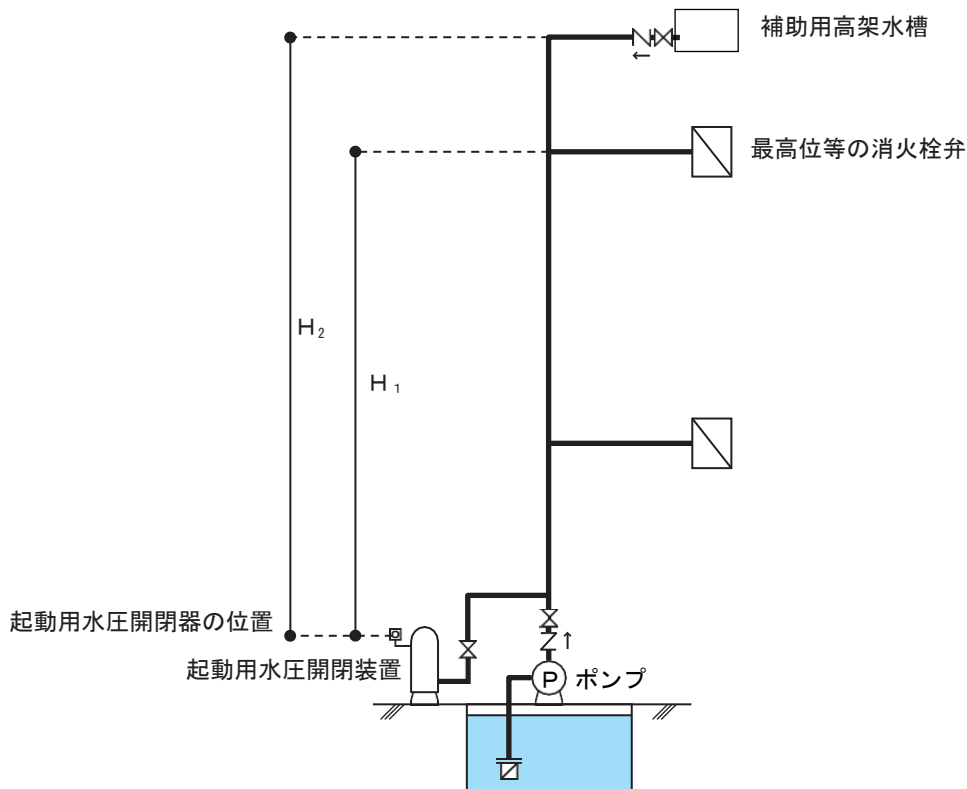 補助用高架水槽
最高位等の消火栓弁
H₂
H₁
起動用水圧開閉器の位置
起動用水圧開閉装置
P
ポンプ